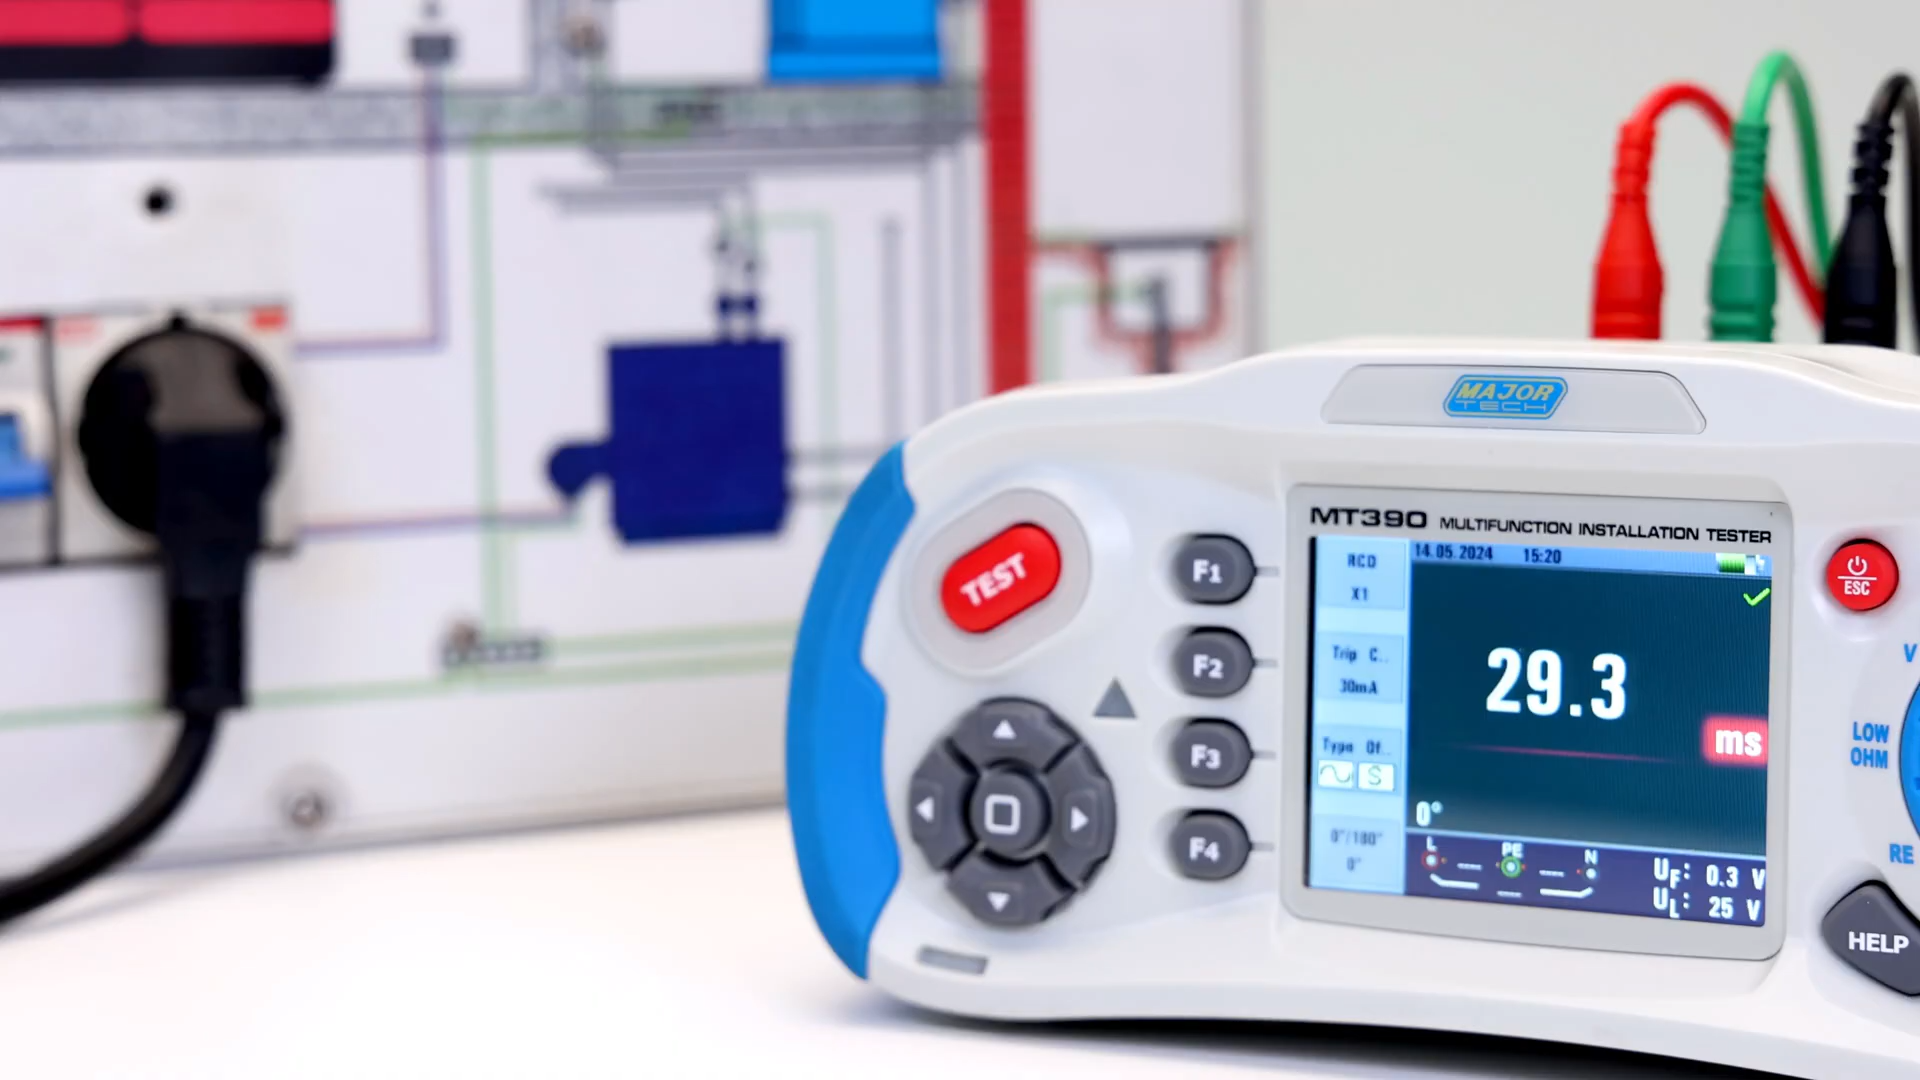 MAJOR
TECH
MT390 MULTIFUNCTION INSTALLATION TESTER
TEST
F1
F2
F3
F4
RCD
X1
Trip C..
30mA
Type Of..
S
0°/180°
0°
14.05.2024 15:20
29.3
ms
0°
L PE N
UF: 0.3 V
UL: 25 V
ESC
V
LOW
OHM
RE
HELP